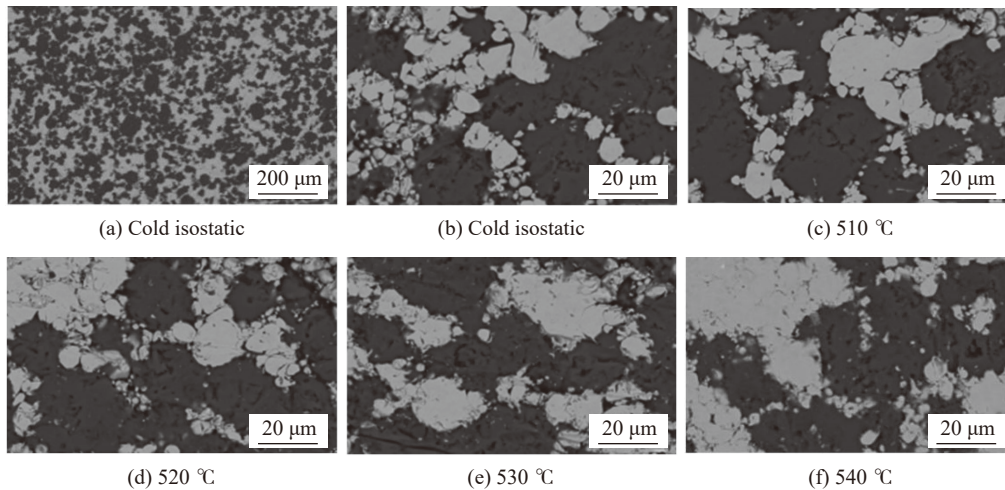 200 μm
20 μm
20 μm
(a) Cold isostatic
(b) Cold isostatic
(c) 510 ℃
20 μm
20 μm
20 μm
(d) 520 ℃
(e) 530 ℃
(f) 540 ℃